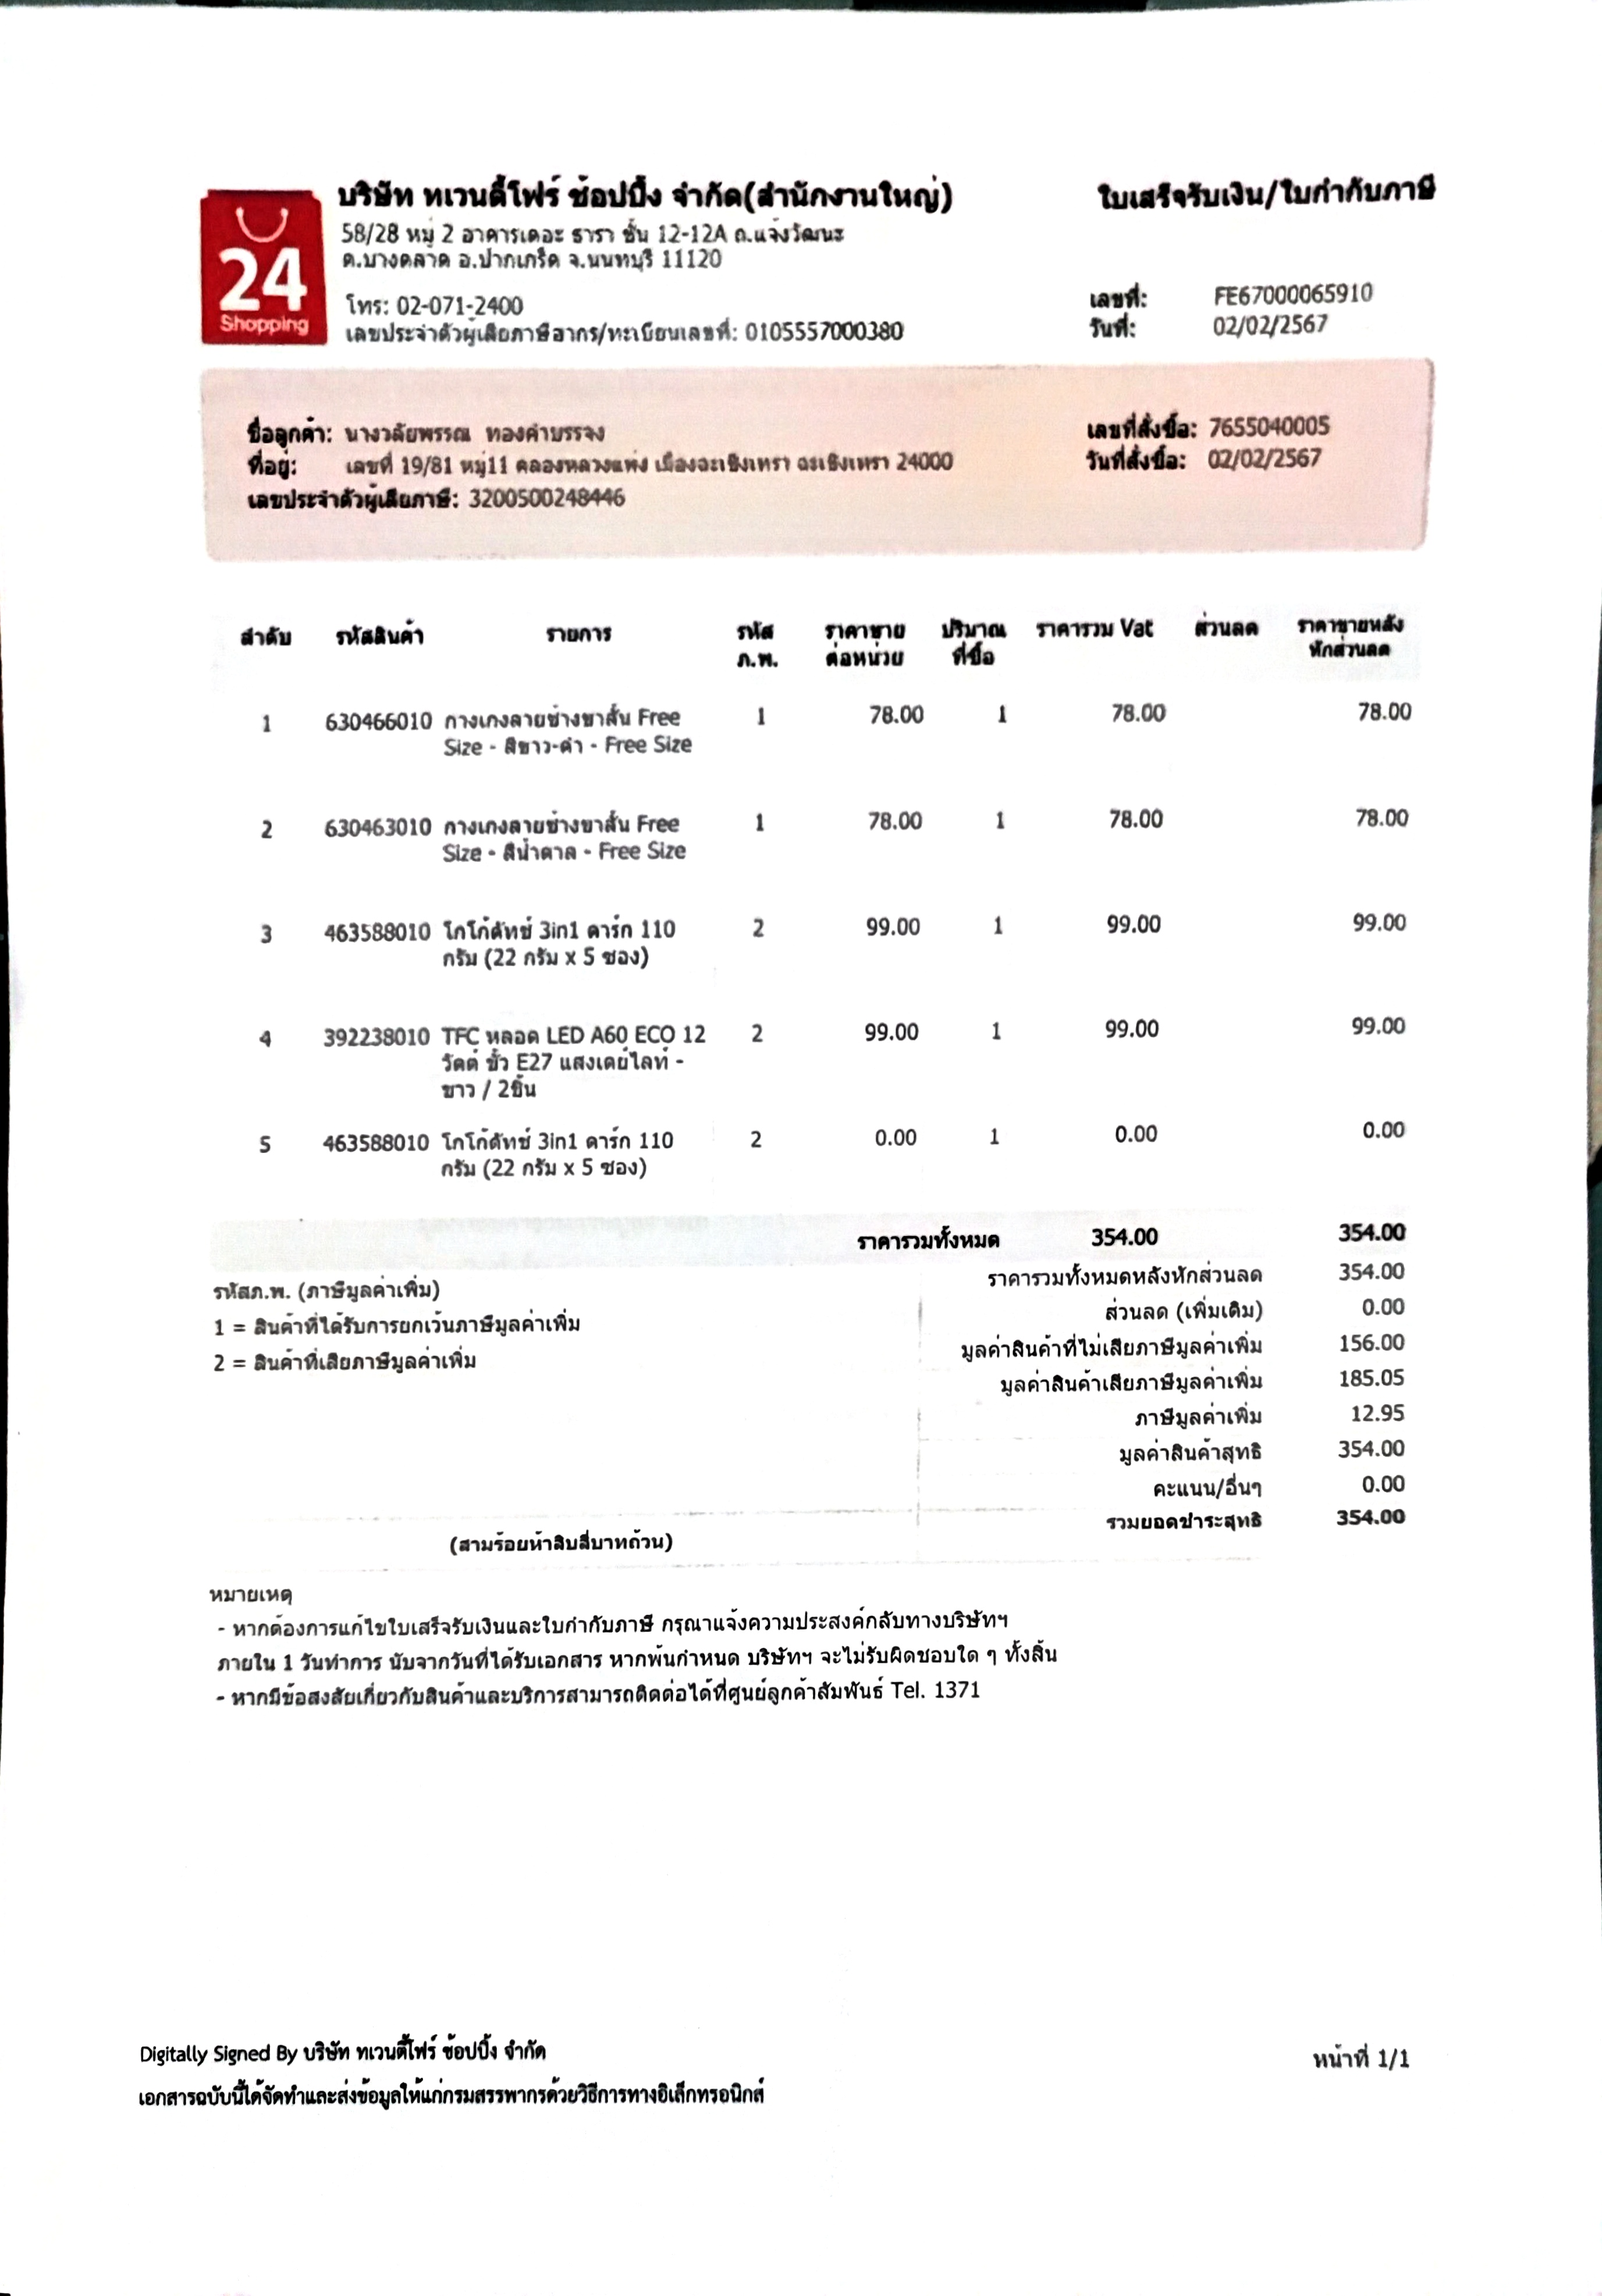 24
Shopping
บริษัท ทเวนตี้โฟร์ ช้อปปิ้ง จำกัด(สำนักงานใหญ่)
58/28 หมู่ 2 อาคารเดอะ ธารา ชั้น 12-12A ถ.แจ้งวัฒนะ
ต.บางตลาด อ.ปากเกร็ด จ.นนทบุรี 11120
โทร: 02-071-2400
เลขประจำตัวผู้เสียภาษีอากร/ทะเบียนเลขที่: 0105557000380
ใบเสร็จรับเงิน/ใบกำกับภาษี
เลขที่: FE67000065910
วันที่: 02/02/2567
ชื่อลูกค้า: นางวลัยพรรณ ทองคำบรรจง
ที่อยู่: เลขที่ 19/81 หมู่11 คลองหลวงแพ่ง เมืองฉะเชิงเทรา ฉะเชิงเทรา 24000
เลขประจำตัวผู้เสียภาษี: 3200500248446
เลขที่สั่งซื้อ: 7655040005
วันที่สั่งซื้อ: 02/02/2567
ลำดับ รหัสสินค้า รายการ รหัส ภ.พ. ราคาขาย ต่อหน่วย ปริมาณ ที่ซื้อ ราคารวม Vat ส่วนลด ราคาขายหลัง หักส่วนลด
1 630466010 กางเกงลายช้างขาสั้น Free 1 78.00 1 78.00 78.00
Size - สีขาว-ดำ - Free Size
2 630463010 กางเกงลายช้างขาสั้น Free 1 78.00 1 78.00 78.00
Size - สีน้ำตาล - Free Size
3 463588010 โกโก้ดัทช์ 3in1 ดาร์ก 110 2 99.00 1 99.00 99.00
กรัม (22 กรัม x 5 ซอง)
4 392238010 TFC หลอด LED A60 ECO 12 2 99.00 1 99.00 99.00
วัตต์ ขั้ว E27 แสงเดย์ไลท์ -
ขาว / 2ชิ้น
5 463588010 โกโก้ดัทช์ 3in1 ดาร์ก 110 2 0.00 1 0.00 0.00
กรัม (22 กรัม x 5 ซอง)
ราคารวมทั้งหมด 354.00 354.00
รหัสภ.พ. (ภาษีมูลค่าเพิ่ม)
1 = สินค้าที่ได้รับการยกเว้นภาษีมูลค่าเพิ่ม
2 = สินค้าที่เสียภาษีมูลค่าเพิ่ม
ราคารวมทั้งหมดหลังหักส่วนลด 354.00
ส่วนลด (เพิ่มเติม) 0.00
มูลค่าสินค้าที่ไม่เสียภาษีมูลค่าเพิ่ม 156.00
มูลค่าสินค้าเสียภาษีมูลค่าเพิ่ม 185.05
ภาษีมูลค่าเพิ่ม 12.95
มูลค่าสินค้าสุทธิ 354.00
คะแนน/อื่นๆ 0.00
รวมยอดชำระสุทธิ 354.00
(สามร้อยห้าสิบสี่บาทถ้วน)
หมายเหตุ
- หากต้องการแก้ไขใบเสร็จรับเงินและใบกำกับภาษี กรุณาแจ้งความประสงค์กลับทางบริษัทฯ
ภายใน 1 วันทำการ นับจากวันที่ได้รับเอกสาร หากพ้นกำหนด บริษัทฯ จะไม่รับผิดชอบใด ๆ ทั้งสิ้น
- หากมีข้อสงสัยเกี่ยวกับสินค้าและบริการสามารถติดต่อได้ที่ศูนย์ลูกค้าสัมพันธ์ Tel. 1371
Digitally Signed By บริษัท ทเวนตี้โฟร์ ช้อปปิ้ง จำกัด
เอกสารฉบับนี้ได้จัดทำและส่งข้อมูลให้แก่กรมสรรพากรด้วยวิธีการทางอิเล็กทรอนิกส์
หน้าที่ 1/1